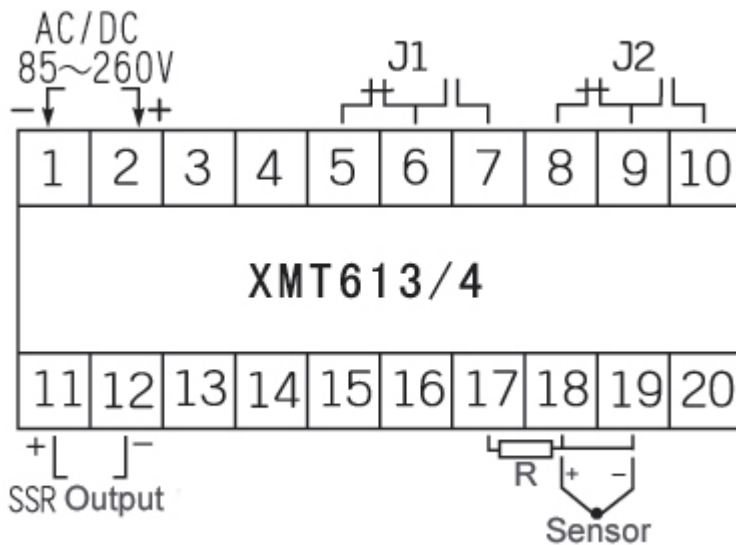 AC/DC
85～260V
J1 J2
− +
1 2 3 4 5 6 7 8 9 10
XMT613/4
11 12 13 14 15 16 17 18 19 20
+ −
R + −
SSR Output
Sensor